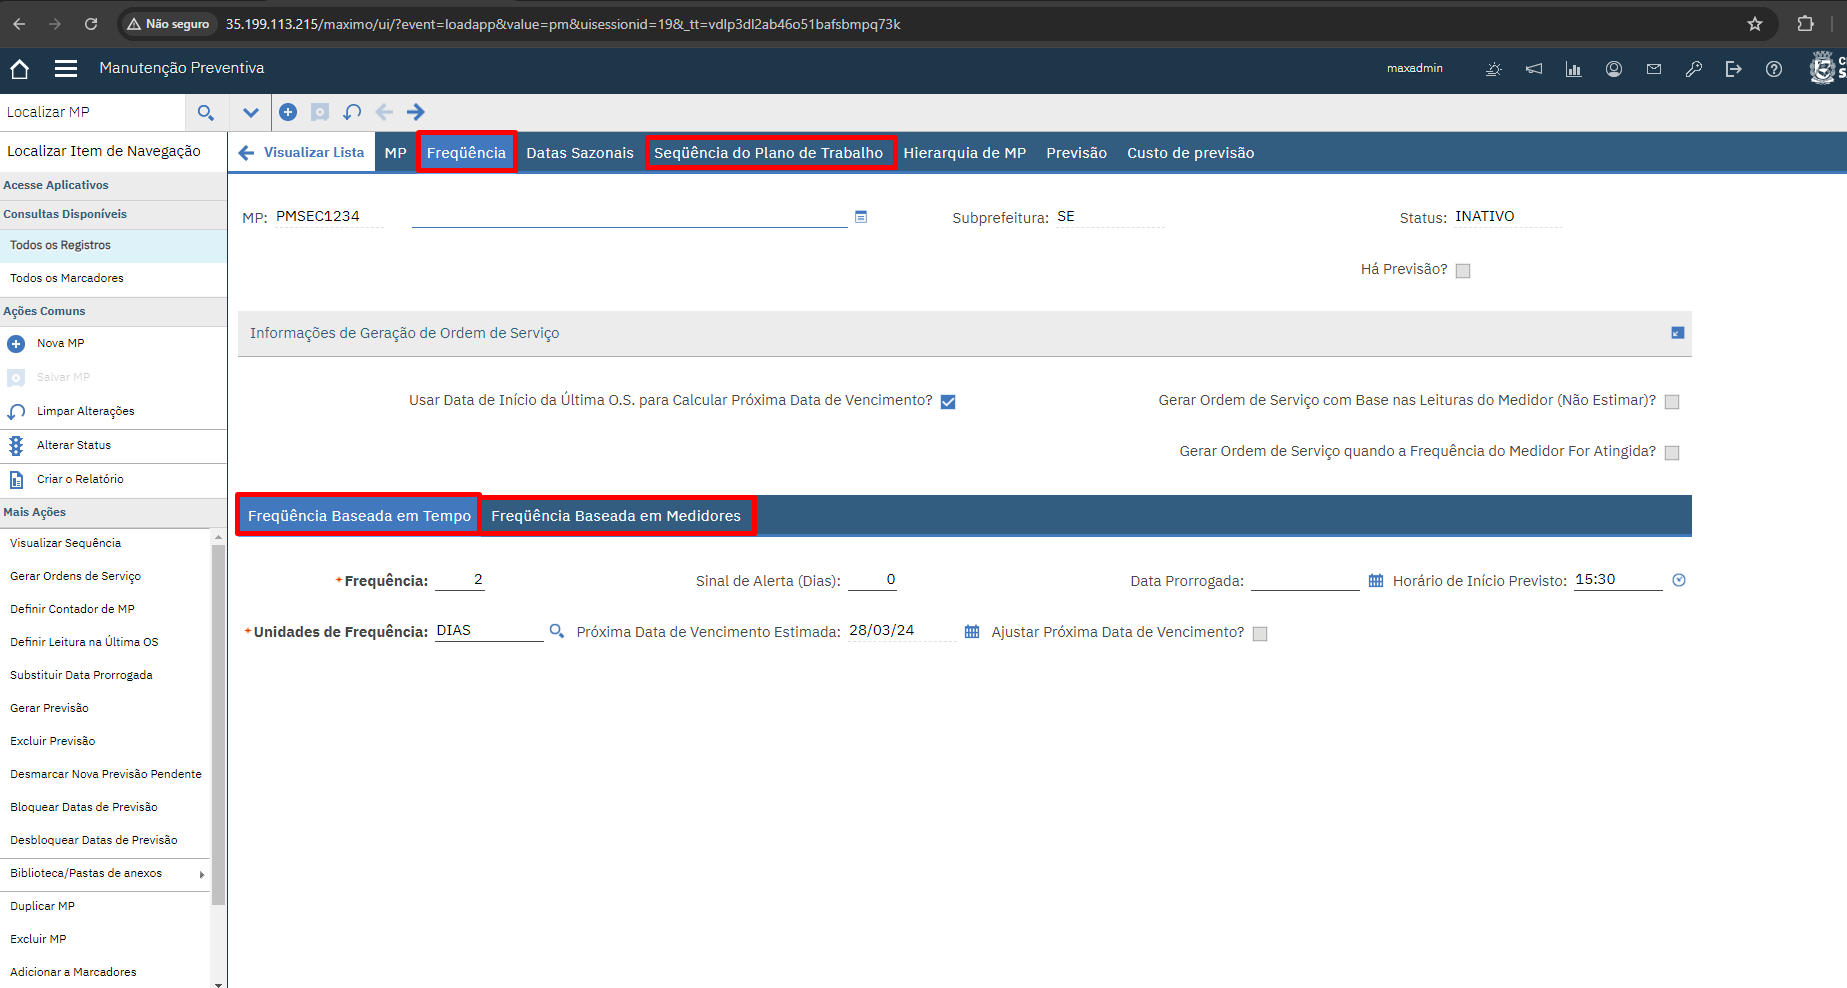 Não seguro 35.199.113.215/maximo/ui/?event=loadapp&value=pm&uisessionid=19&_tt=vdlp3dl2ab46o51bafsbmpq73k
Manutenção Preventiva maxadmin
Localizar MP
Localizar Item de Navegação
Visualizar Lista MP Freqüência Datas Sazonais Seqüência do Plano de Trabalho Hierarquia de MP Previsão Custo de previsão
Acesse Aplicativos
Consultas Disponíveis
Todos os Registros
Todos os Marcadores
Ações Comuns
Nova MP
Salvar MP
Limpar Alterações
Alterar Status
Criar o Relatório
Mais Ações
Visualizar Sequência
Gerar Ordens de Serviço
Definir Contador de MP
Definir Leitura na Última OS
Substituir Data Prorrogada
Gerar Previsão
Excluir Previsão
Desmarcar Nova Previsão Pendente
Bloquear Datas de Previsão
Desbloquear Datas de Previsão
Biblioteca/Pastas de anexos
Duplicar MP
Excluir MP
Adicionar a Marcadores
MP: PMSEC1234 Subprefeitura: SE Status: INATIVO
Há Previsão?
Informações de Geração de Ordem de Serviço
Usar Data de Início da Última O.S. para Calcular Próxima Data de Vencimento? Gerar Ordem de Serviço com Base nas Leituras do Medidor (Não Estimar)?
Gerar Ordem de Serviço quando a Frequência do Medidor For Atingida?
Freqüência Baseada em Tempo Freqüência Baseada em Medidores
*Frequência: 2 Sinal de Alerta (Dias): 0 Data Prorrogada: Horário de Início Previsto: 15:30
*Unidades de Frequência: DIAS Próxima Data de Vencimento Estimada: 28/03/24 Ajustar Próxima Data de Vencimento?